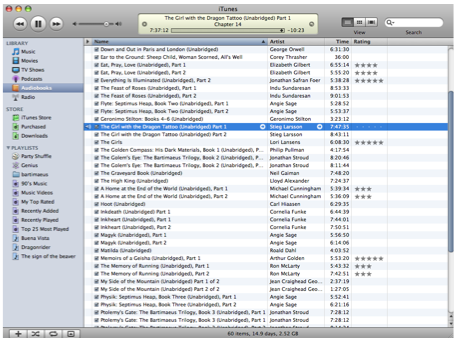 iTunes
The Girl with the Dragon Tattoo (Unabridged) Part 1
Chapter 14
7:37:12 -10:23
View Search
LIBRARY
Music
Movies
TV Shows
Podcasts
Audiobooks
Radio
STORE
iTunes Store
Purchased
Downloads
PLAYLISTS
Party Shuffle
Genius
bartimaeus
90's Music
Music Videos
My Top Rated
Recently Added
Recently Played
Top 25 Most Played
Buena Vista
Dragonrider
The sign of the beaver
Name Artist Time Rating
Down and Out in Paris and London (Unabridged) George Orwell 6:31:30
Ear to the Ground: Sheep, Woman Scorned, All's Well Corey Thrasher 36:00
Eat, Pray, Love (Unabridged) Elizabeth Gilbert 6:55:14 ★★★★
Eat, Pray, Love (Unabridged), Part 2 Elizabeth Gilbert 5:55:20 ★★★★
Everything Is Illuminated (Unabridged), Part 2 Jonathan Safran Foer 5:38:28 ★★★★★
The Feast of Roses (Unabridged), Part 1 Indu Sundaresan 8:53:33
The Feast of Roses (Unabridged), Part 2 Indu Sundaresan 9:01:53
Flyte: Septimus Heap, Book Two (Unabridged), Part 1 Angie Sage 5:28:52
Flyte: Septimus Heap, Book Two (Unabridged), Part 2 Angie Sage 5:53:37
Geronimo Stilton: Books 4-6 (Unabridged) Geronimo Stilton 3:13:40
The Girl with the Dragon Tattoo (Unabridged) Part 1 Stieg Larsson 7:47:35
The Girl with the Dragon Tattoo (Unabridged) Part 2 Stieg Larsson 8:43:11
The Girls Lori Lansens 6:08:30 ★★★★★
The Golden Compass: His Dark Materials, Book 1 (Unabridged), P... Philip Pullman 4:17:34
The Golem's Eye: The Bartimaeus Trilogy, Book 2 (Unabridged), P... Jonathan Stroud 8:20:44
The Golem's Eye: The Bartimaeus Trilogy, Book 2 (Unabridged), P... Jonathan Stroud 8:11:44
The Graveyard Book (Unabridged) Neil Gaiman 7:48:20
The High King (Unabridged) Lloyd Alexander 7:24:37
A Home at the End of the World (Unabridged), Part 1 Michael Cunningham 5:39:34 ★★★
A Home at the End of the World (Unabridged), Part 2 Michael Cunningham 5:36:09 ★★★
Hoot (Unabridged) Carl Hiaasen 6:29:35
Inkdeath (Unabridged) Part 1 Cornelia Funke 6:44:39
Inkheart (Unabridged), Part 1 Cornelia Funke 7:44:01
Inkheart (Unabridged), Part 2 Cornelia Funke 7:50:51
Magyk (Unabridged), Part 1 Angie Sage 5:56:50
Magyk (Unabridged), Part 2 Angie Sage 6:14:06
Matilda (Unabridged) Roald Dahl 4:03:52
Memoirs of a Geisha (Unabridged), Part 1 Arthur Golden 5:53:20 ★★★★★
The Memory of Running (Unabridged), Part 1 Ron McLarty 5:43:32 ★★★
The Memory of Running (Unabridged), Part 2 Ron McLarty 7:42:51 ★★★
My Side of the Mountain (Unabridged) Part 1 of 2 Jean Craighead Geo...
My Side of the Mountain (Unabridged) Part 2 of 2 Jean Craighead Geo...
Physik: Septimus Heap, Book Three (Unabridged), Part 1 Angie Sage 5:52:41
Physik: Septimus Heap, Book Three (Unabridged), Part 2 Angie Sage 6:21:16
Ptolemy's Gate: The Bartimaeus Trilogy, Book 3 (Unabridged), Pa... Jonathan Stroud 7:28:12
Ptolemy's Gate: The Bartimaeus Trilogy, Book 3 (Unabridged), Pa... Jonathan Stroud
60 items, 14.9 days, 2.52 GB